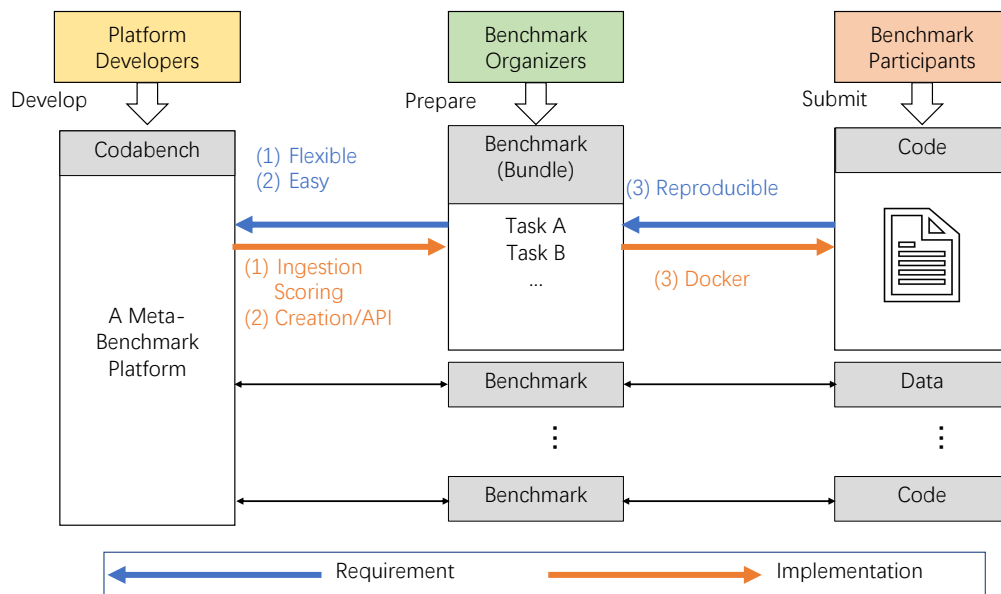 Platform
Developers
Benchmark
Organizers
Benchmark
Participants
Develop
Prepare
Submit
Codabench
A Meta-
Benchmark
Platform
(1) Flexible
(2) Easy
(1) Ingestion
Scoring
(2) Creation/API
Benchmark
(Bundle)
Task A
Task B
...
(3) Reproducible
(3) Docker
Code
Benchmark
Data
Benchmark
Code
Requirement
Implementation